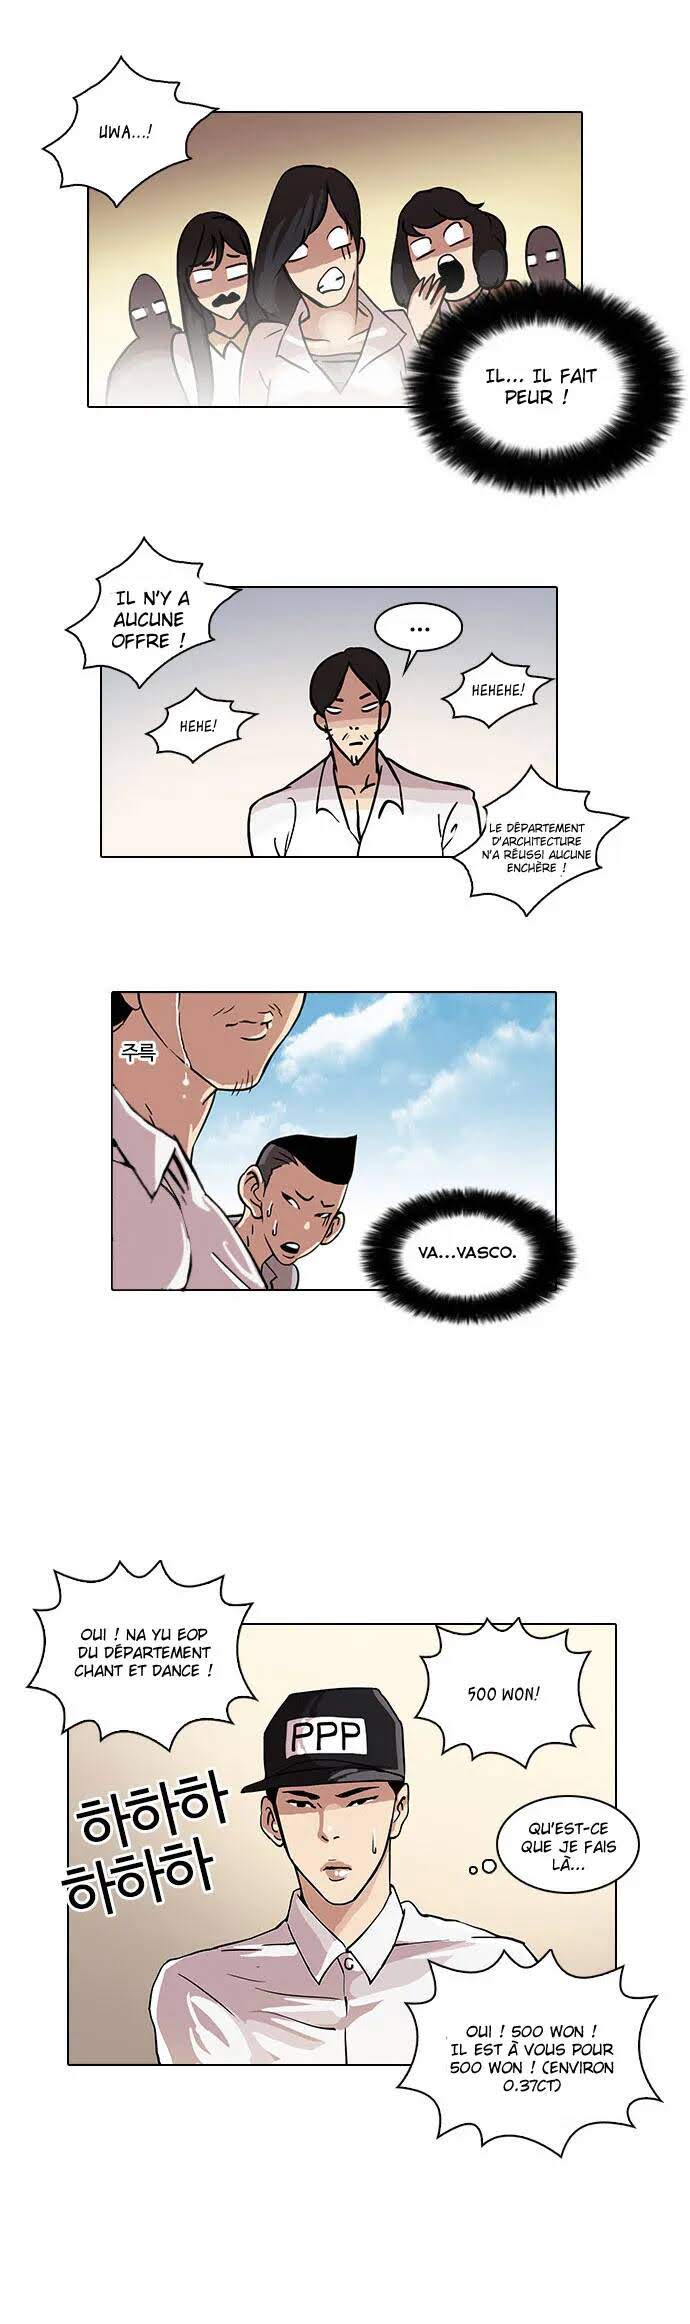 UWA...!
IL... IL FAIT
PEUR !
IL N'Y A
AUCUNE
OFFRE !
...
HEHE!
HEHEHE!
LE DÉPARTEMENT
D'ARCHITECTURE
N'A RÉUSSI AUCUNE
ENCHÈRE !
주륵
VA...VASCO.
OUI ! NA YU EOP
DU DÉPARTEMENT
CHANT ET DANCE !
500 WON!
PPP
하하하
하하하
QU'EST-CE
QUE JE FAIS
LÀ...
OUI ! 500 WON !
IL EST À VOUS POUR
500 WON ! (ENVIRON
0.37CT)